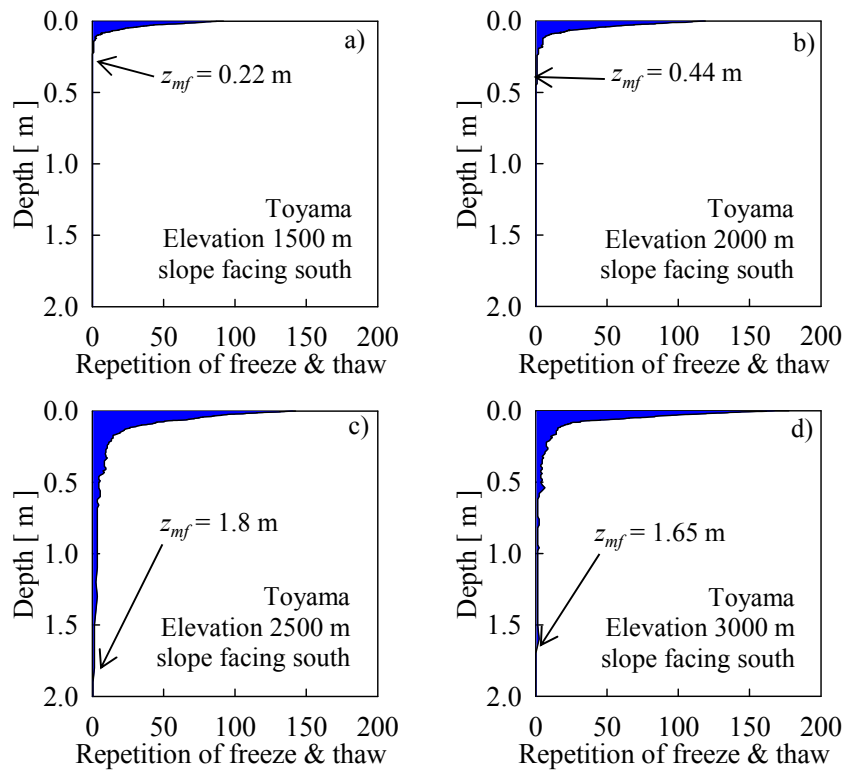 a)
0.0
0.5
1.0
1.5
2.0
Depth [ m ]
z_mf = 0.22 m
Toyama
Elevation 1500 m
slope facing south
0 50 100 150 200
Repetition of freeze & thaw
b)
0.0
0.5
1.0
1.5
2.0
Depth [ m ]
z_mf = 0.44 m
Toyama
Elevation 2000 m
slope facing south
0 50 100 150 200
Repetition of freeze & thaw
c)
0.0
0.5
1.0
1.5
2.0
Depth [ m ]
z_mf = 1.8 m
Toyama
Elevation 2500 m
slope facing south
0 50 100 150 200
Repetition of freeze & thaw
d)
0.0
0.5
1.0
1.5
2.0
Depth [ m ]
z_mf = 1.65 m
Toyama
Elevation 3000 m
slope facing south
0 50 100 150 200
Repetition of freeze & thaw